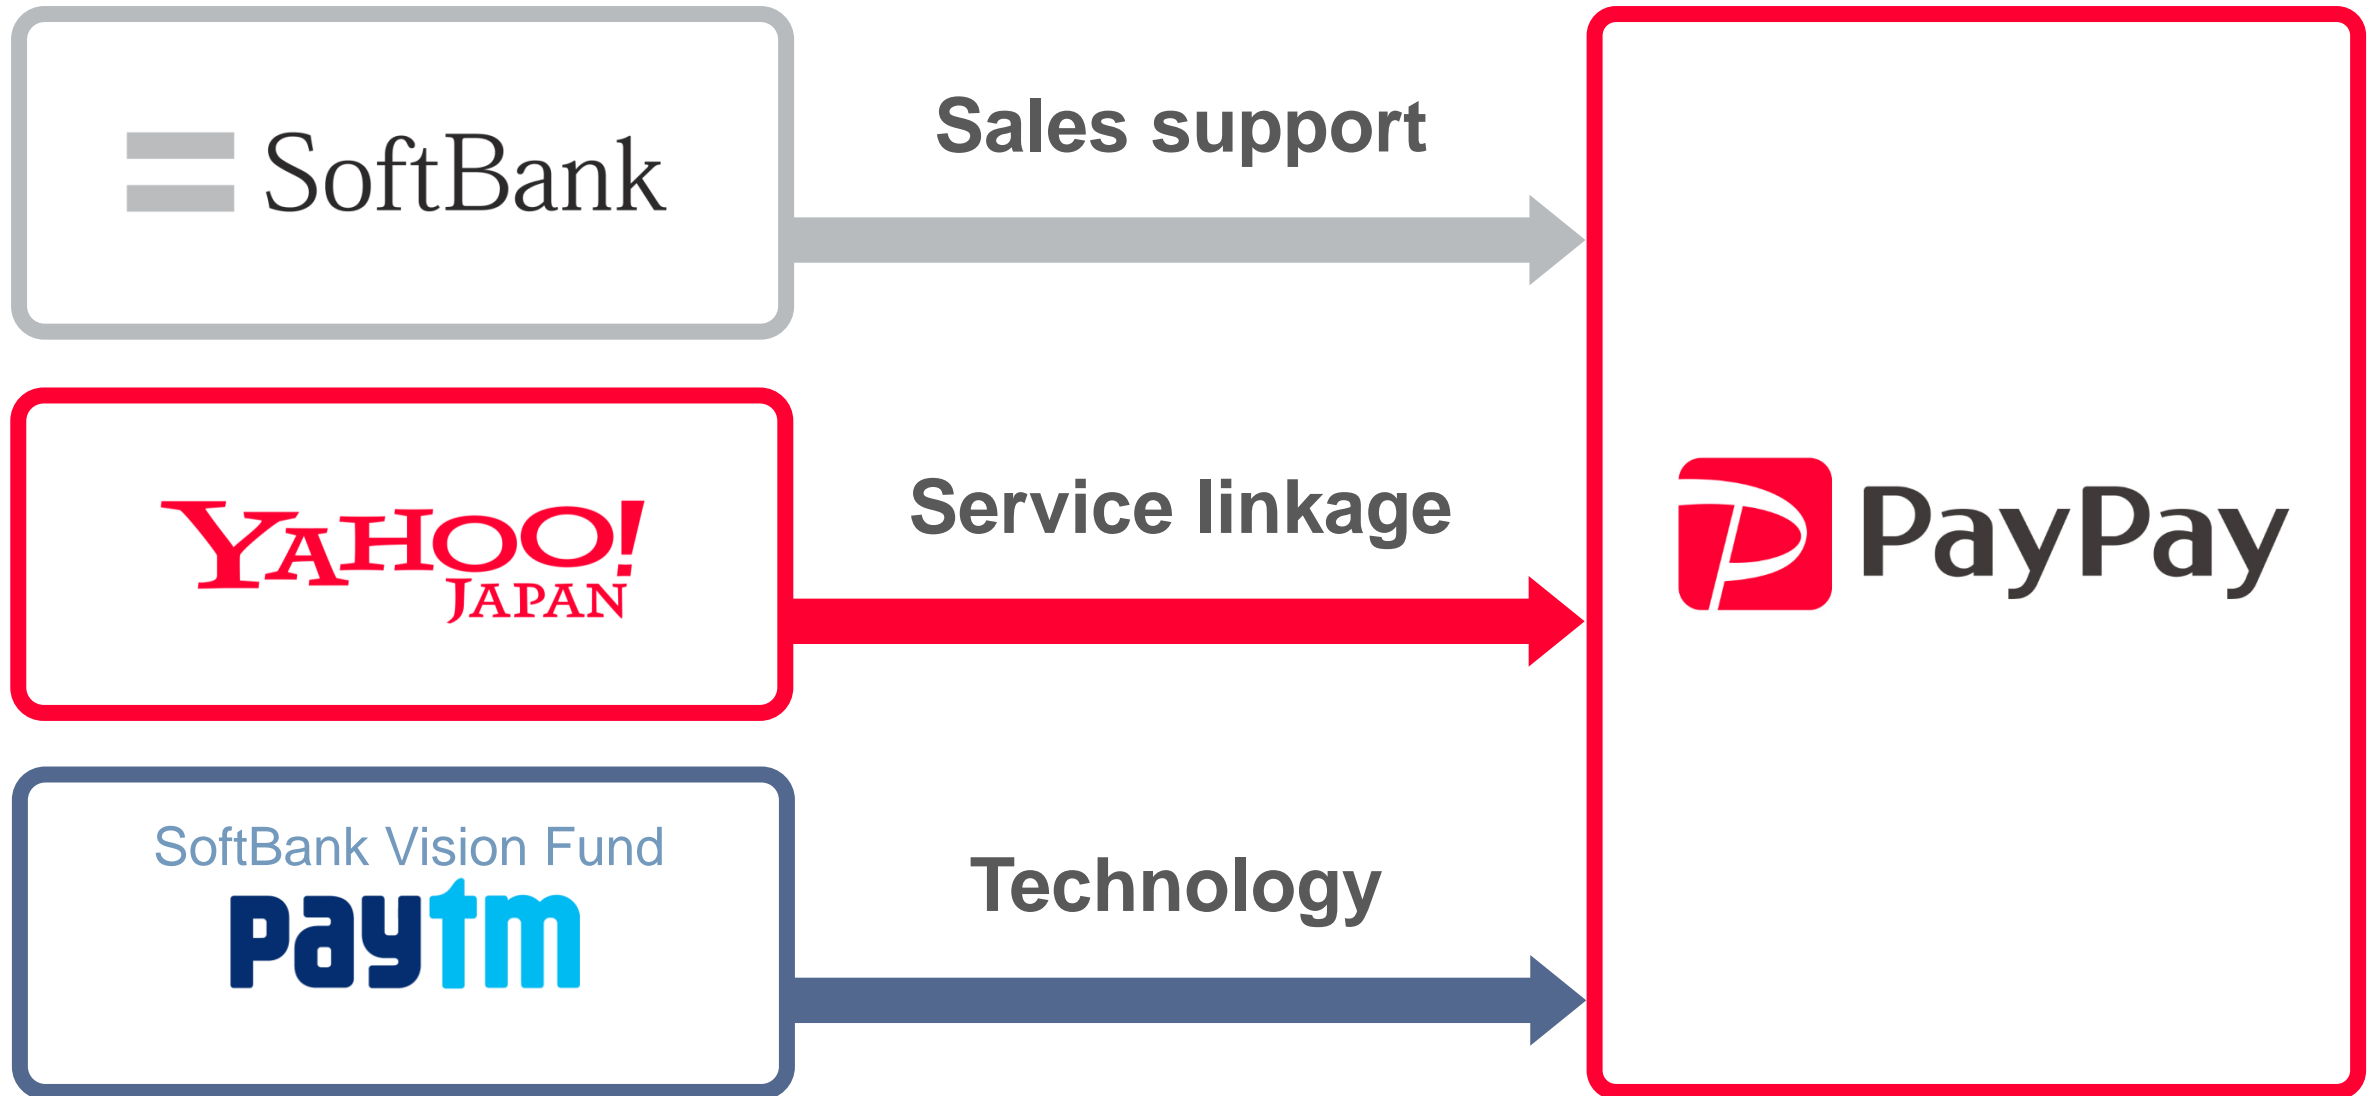 SoftBank
Sales support
YAHOO!
JAPAN
Service linkage
PayPay
SoftBank Vision Fund
paytm
Technology